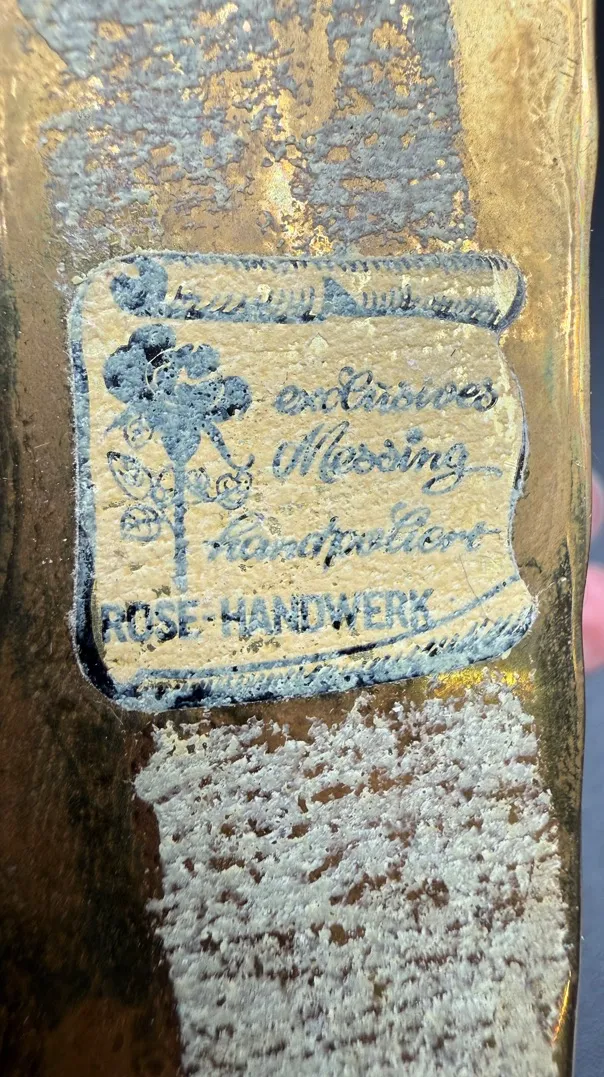 exclusives
Messing
handpoliert
ROSE-HANDWERK